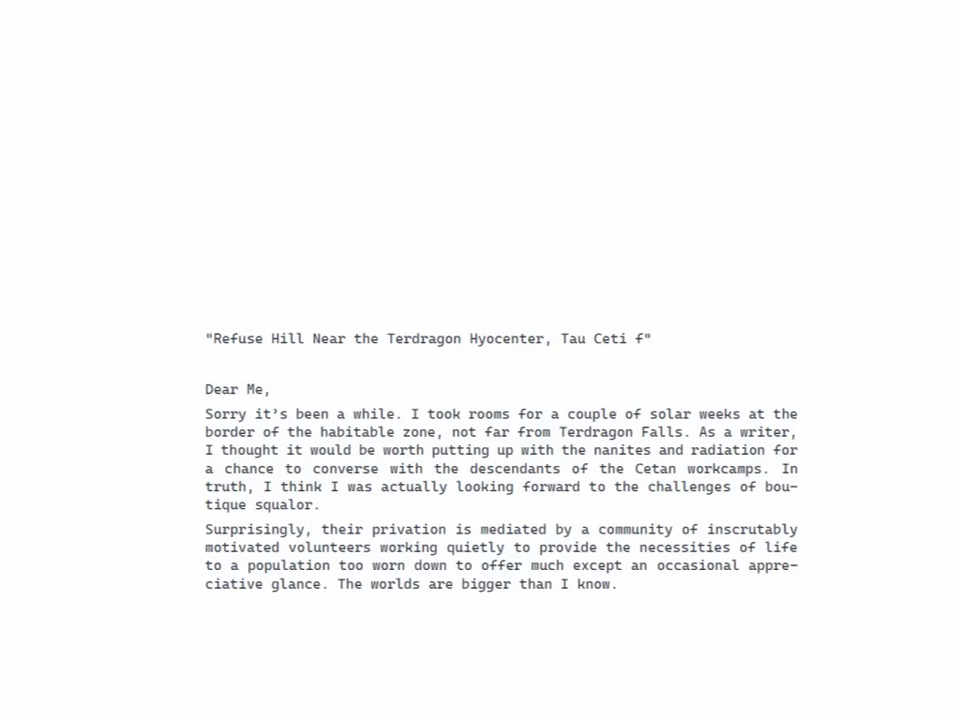 "Refuse Hill Near the Terdragon Hyocenter, Tau Ceti f"
Dear Me,
Sorry it's been a while. I took rooms for a couple of solar weeks at the
border of the habitable zone, not far from Terdragon Falls. As a writer,
I thought it would be worth putting up with the nanites and radiation for
a chance to converse with the descendants of the Cetan workcamps. In
truth, I think I was actually looking forward to the challenges of bou-
tique squalor.
Surprisingly, their privation is mediated by a community of inscrutably
motivated volunteers working quietly to provide the necessities of life
to a population too worn down to offer much except an occasional appre-
ciative glance. The worlds are bigger than I know.